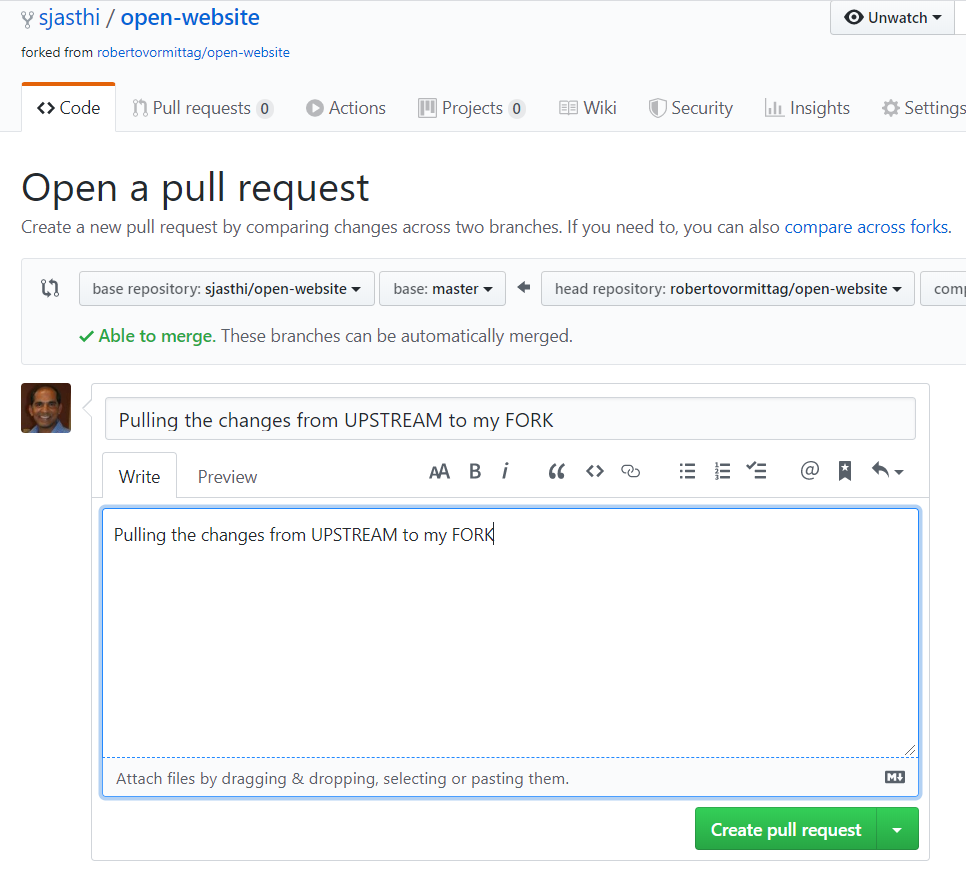 sjasthi / open-website
Unwatch
forked from robertovormittag/open-website
Code Pull requests 0 Actions Projects 0 Wiki Security Insights Settings
Open a pull request
Create a new pull request by comparing changes across two branches. If you need to, you can also compare across forks.
base repository: sjasthi/open-website base: master head repository: robertovormittag/open-website comp
Able to merge. These branches can be automatically merged.
Pulling the changes from UPSTREAM to my FORK
Write Preview AA B i @
Pulling the changes from UPSTREAM to my FORK
Attach files by dragging & dropping, selecting or pasting them.
Create pull request